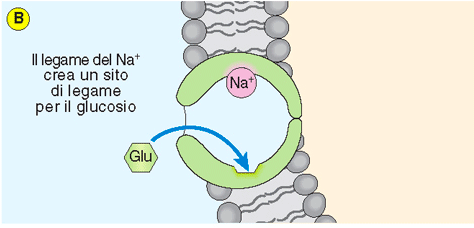 B
Il legame del Na⁺
crea un sito
di legame
per il glucosio
Na⁺
Glu